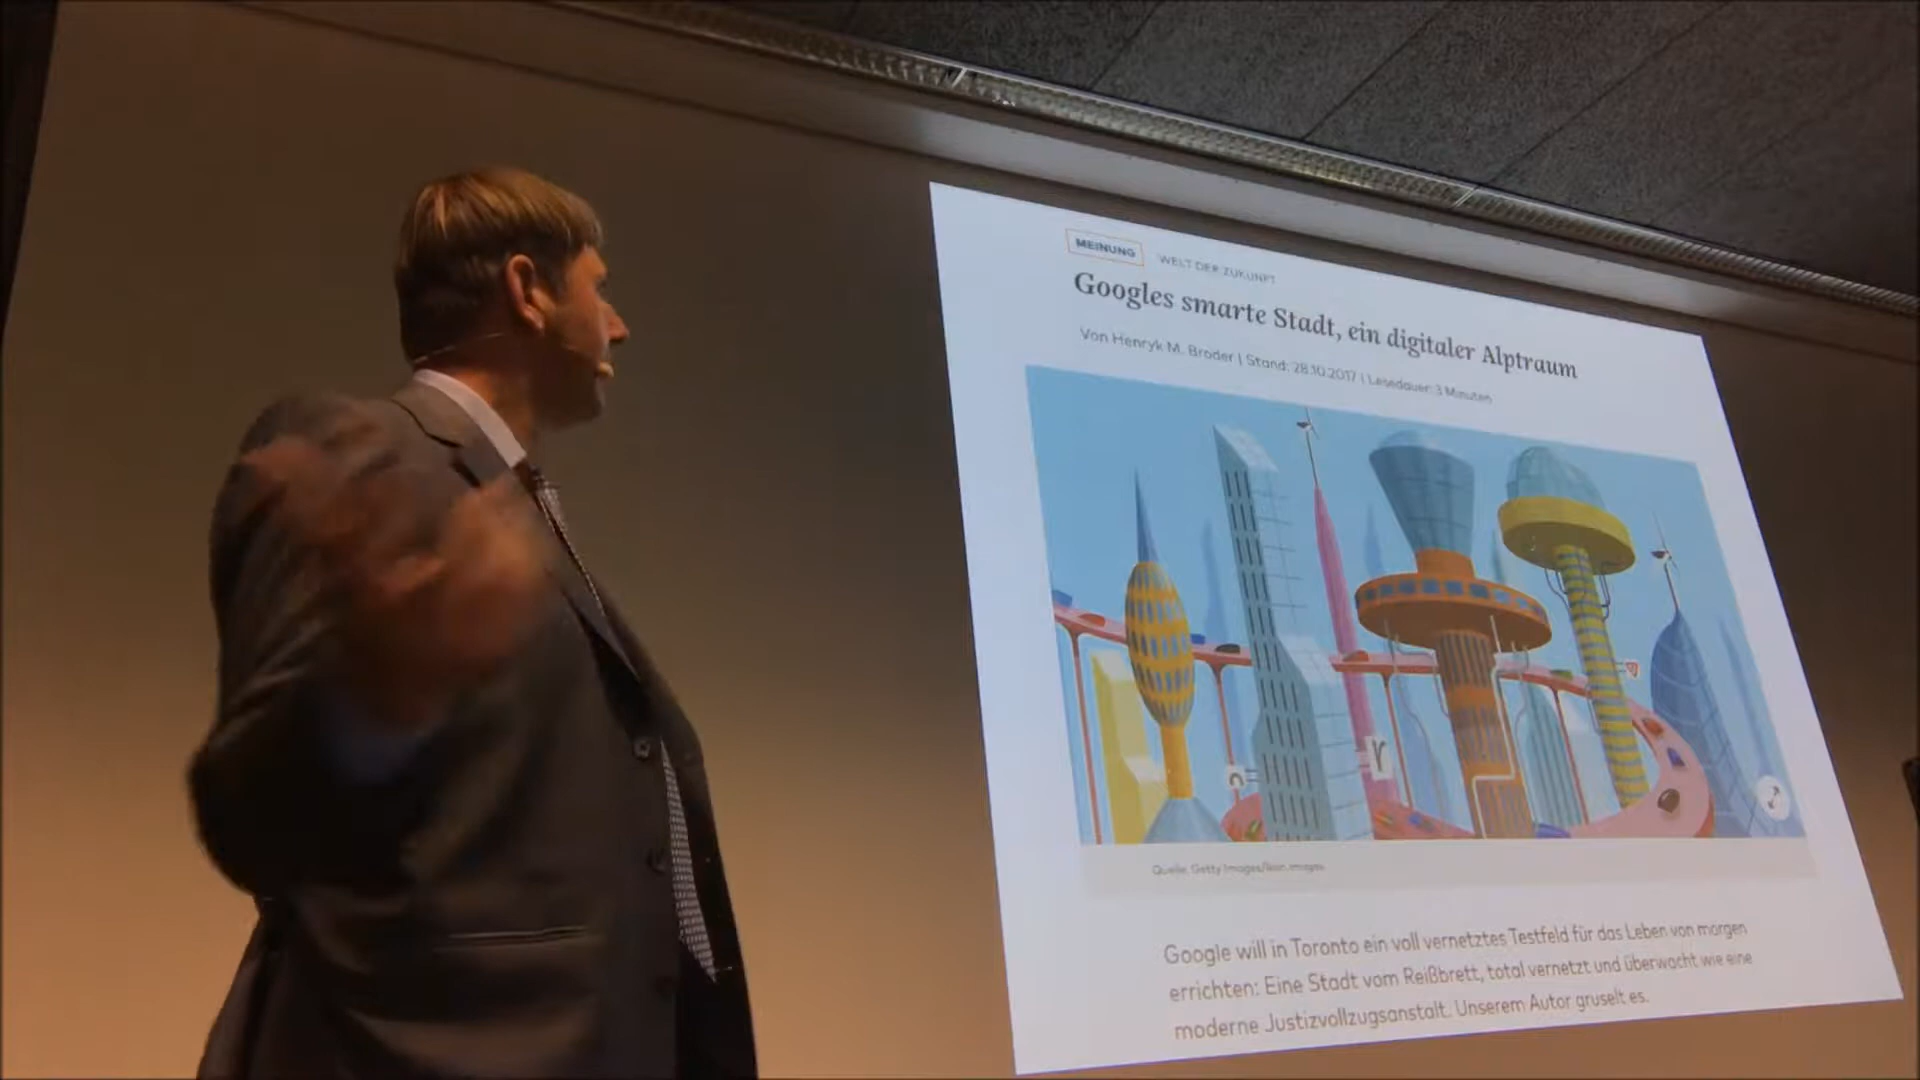 MEINUNG WELT DER ZUKUNFT
Googles smarte Stadt, ein digitaler Alptraum
Von Henryk M. Broder | Stand: 28.10.2017 | Lesedauer: 3 Minuten
n
r
Quelle: Getty Images/Ikon Images
Google will in Toronto ein voll vernetztes Testfeld für das Leben von morgen
errichten: Eine Stadt vom Reißbrett, total vernetzt und überwacht wie eine
moderne Justizvollzugsanstalt. Unserem Autor gruselt es.